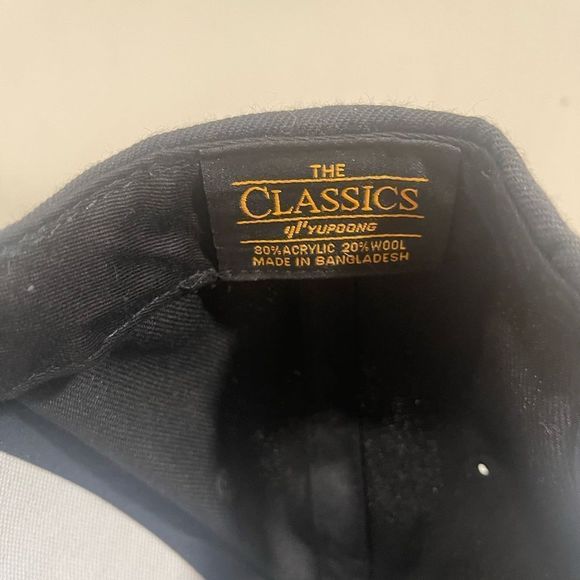 THE
CLASSICS
YUPOONG
80% ACRYLIC 20% WOOL
MADE IN BANGLADESH